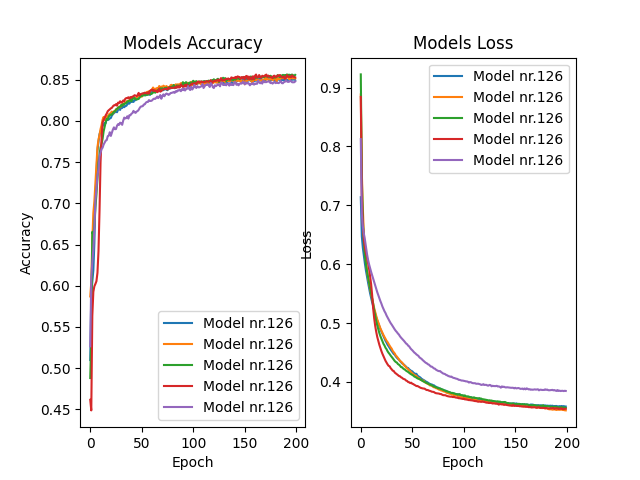 Models Accuracy
Accuracy
0.85
0.80
0.75
0.70
0.65
0.60
0.55
0.50
0.45
Model nr.126
Model nr.126
Model nr.126
Model nr.126
Model nr.126
0
50
100
150
200
Epoch
Models Loss
Loss
0.9
0.8
0.7
0.6
0.5
0.4
Model nr.126
Model nr.126
Model nr.126
Model nr.126
Model nr.126
0
50
100
150
200
Epoch